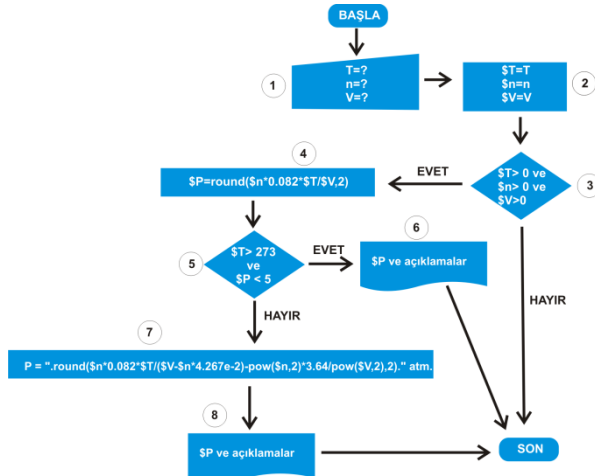 BAŞLA
1
T=?
n=?
V=?
$T=T
$n=n
$V=V
2
4
$P=round($n*0.082*$T/$V,2)
EVET
$T> 0 ve
$n> 0 ve
$V>0
3
5
$T> 273
ve
$P < 5
EVET
6
$P ve açıklamalar
HAYIR
HAYIR
7
P = ".round($n*0.082*$T/($V-$n*4.267e-2)-pow($n,2)*3.64/pow($V,2),2)." atm.
8
$P ve açıklamalar
SON